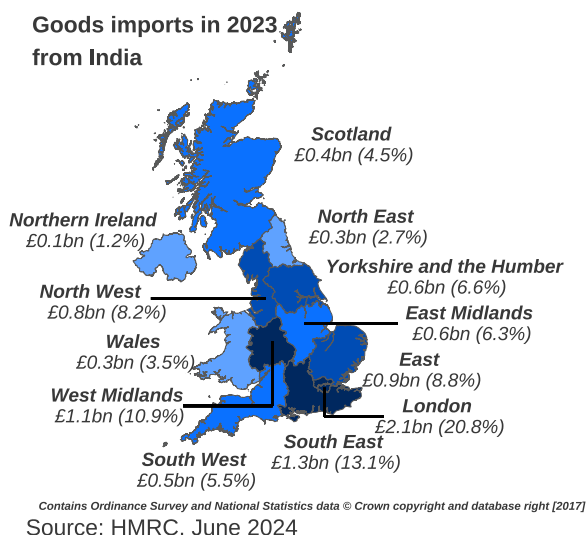 Goods imports in 2023
from India
Scotland
£0.4bn (4.5%)
Northern Ireland
£0.1bn (1.2%)
North East
£0.3bn (2.7%)
Yorkshire and the Humber
£0.6bn (6.6%)
North West
£0.8bn (8.2%)
East Midlands
£0.6bn (6.3%)
Wales
£0.3bn (3.5%)
East
£0.9bn (8.8%)
West Midlands
£1.1bn (10.9%)
London
£2.1bn (20.8%)
South East
£1.3bn (13.1%)
South West
£0.5bn (5.5%)
Contains Ordinance Survey and National Statistics data © Crown copyright and database right [2017]
Source: HMRC, June 2024